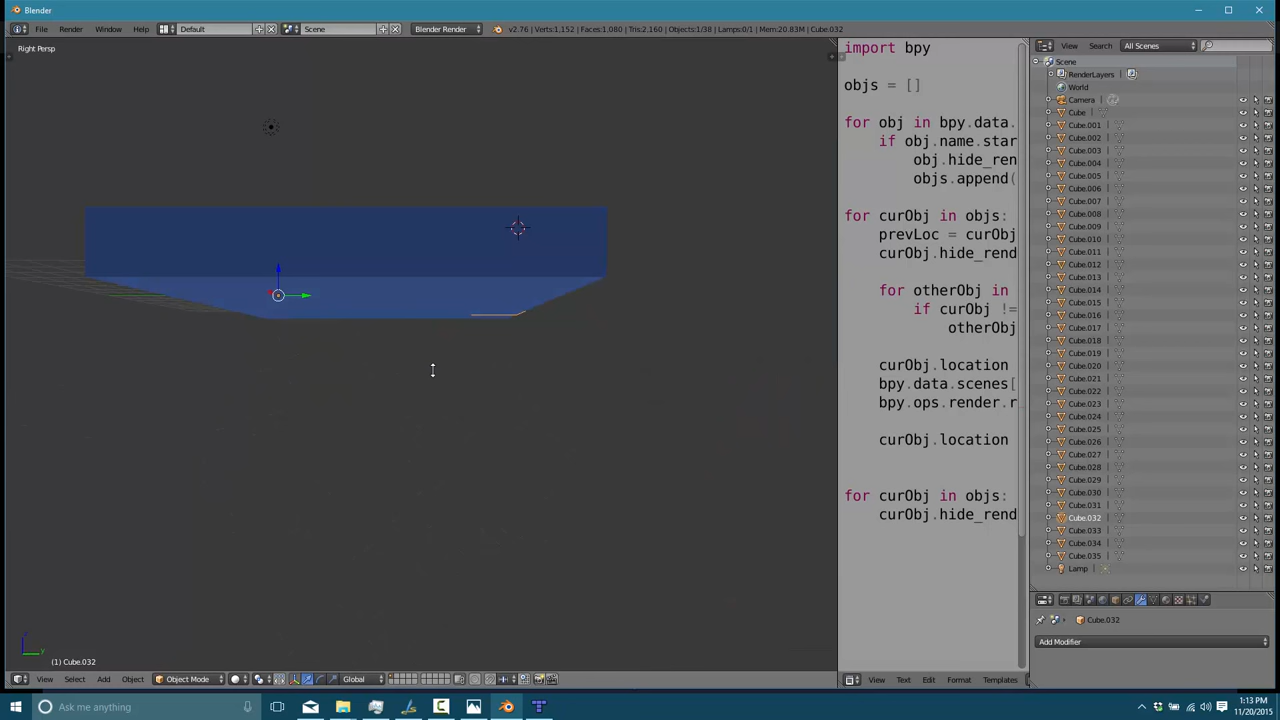 Blender
File Render Window Help Default Scene Blender Render v2.76 | Verts:1,152 | Faces:1,080 | Tris:2,160 | Objects:1/38 | Lamps:0/1 | Mem:20.83M | Cube.032
Right Persp
import bpy
objs = []
for obj in bpy.data.
if obj.name.star
obj.hide_ren
objs.append(
for curObj in objs:
prevLoc = curObj
curObj.hide_rend
for otherObj in
if curObj !=
otherObj
curObj.location
bpy.data.scenes[
bpy.ops.render.r
curObj.location
for curObj in objs:
curObj.hide_rend
View Search All Scenes
Scene
RenderLayers
World
Camera
Cube
Cube.001
Cube.002
Cube.003
Cube.004
Cube.005
Cube.006
Cube.007
Cube.008
Cube.009
Cube.010
Cube.011
Cube.012
Cube.013
Cube.014
Cube.015
Cube.016
Cube.017
Cube.018
Cube.019
Cube.020
Cube.021
Cube.022
Cube.023
Cube.024
Cube.025
Cube.026
Cube.027
Cube.028
Cube.029
Cube.030
Cube.031
Cube.032
Cube.033
Cube.034
Cube.035
Lamp
Cube.032
Add Modifier
(1) Cube.032
View Select Add Object Object Mode Global
View Text Edit Format Templates
Ask me anything
1:13 PM
11/20/2015